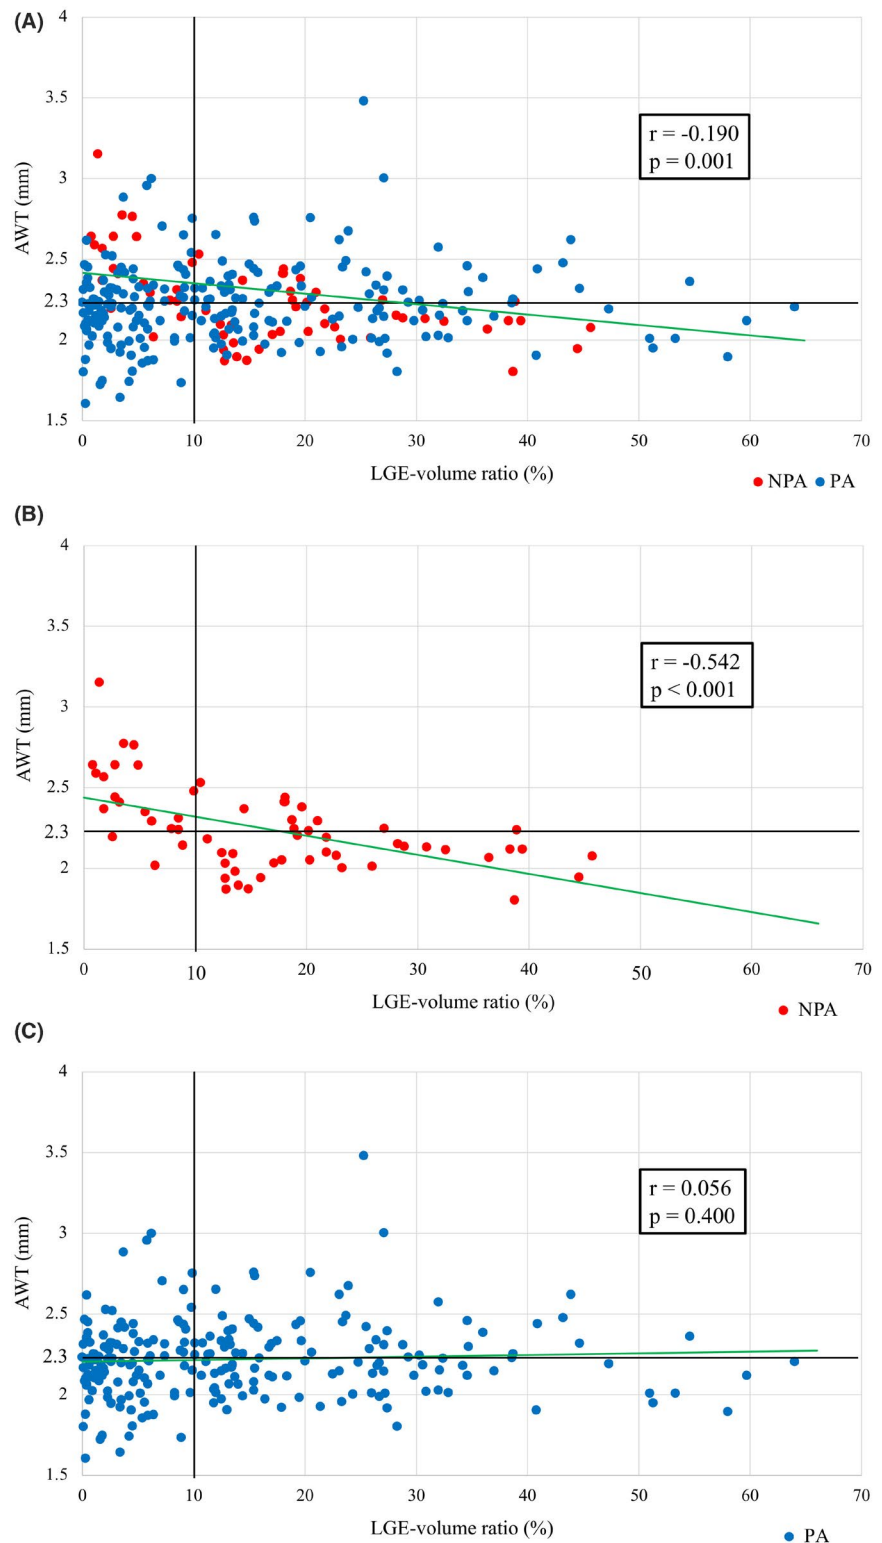 (A)
4
3.5
3
2.5
2.3
2
1.5
AWT (mm)
r = -0.190
p = 0.001
0 10 20 30 40 50 60 70
LGE-volume ratio (%)
NPA PA
(B)
4
3.5
3
2.5
2.3
2
1.5
AWT (mm)
r = -0.542
p < 0.001
0 10 20 30 40 50 60 70
LGE-volume ratio (%)
NPA
(C)
4
3.5
3
2.5
2.3
2
1.5
AWT (mm)
r = 0.056
p = 0.400
0 10 20 30 40 50 60 70
LGE-volume ratio (%)
PA